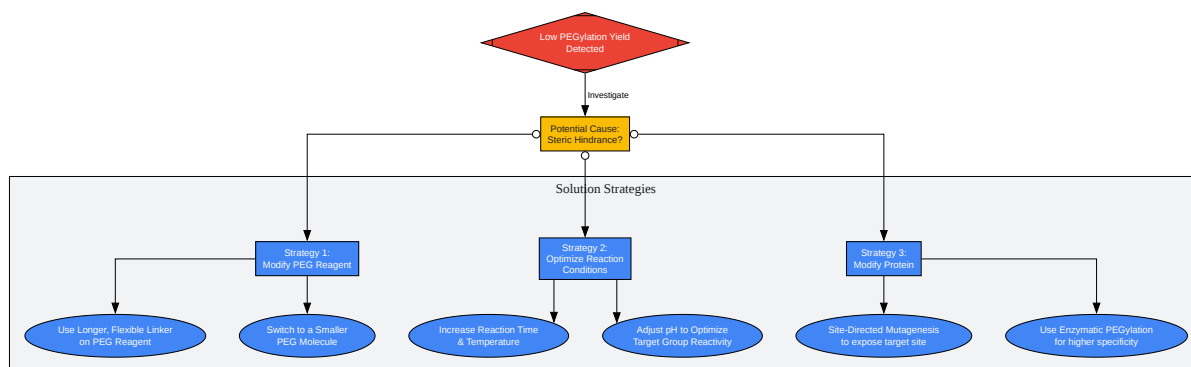 Low PEGylation Yield
Detected
Investigate
Potential Cause:
Steric Hindrance?
Solution Strategies
Strategy 1:
Modify PEG Reagent
Strategy 2:
Optimize Reaction
Conditions
Strategy 3:
Modify Protein
Use Longer, Flexible Linker
on PEG Reagent
Switch to a Smaller
PEG Molecule
Increase Reaction Time
& Temperature
Adjust pH to Optimize
Target Group Reactivity
Site-Directed Mutagenesis
to expose target site
Use Enzymatic PEGylation
for higher specificity